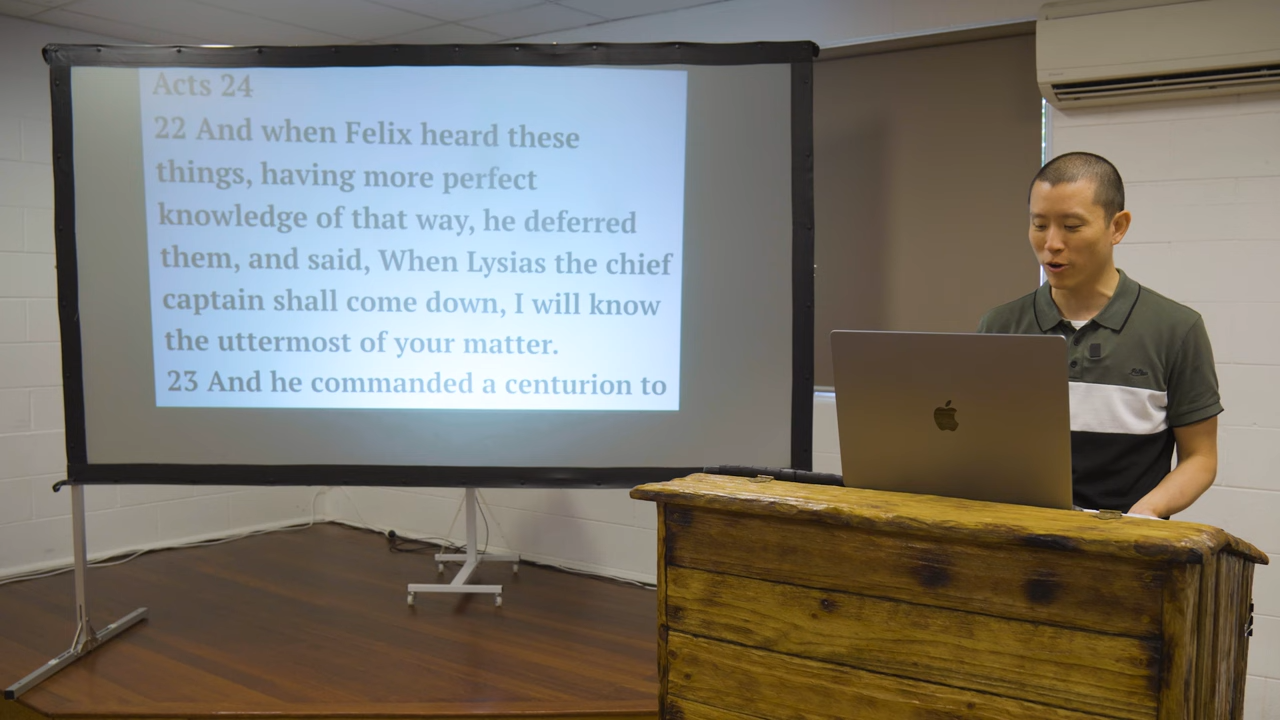 Acts 24
22 And when Felix heard these
things, having more perfect
knowledge of that way, he deferred
them, and said, When Lysias the chief
captain shall come down, I will know
the uttermost of your matter.
23 And he commanded a centurion to